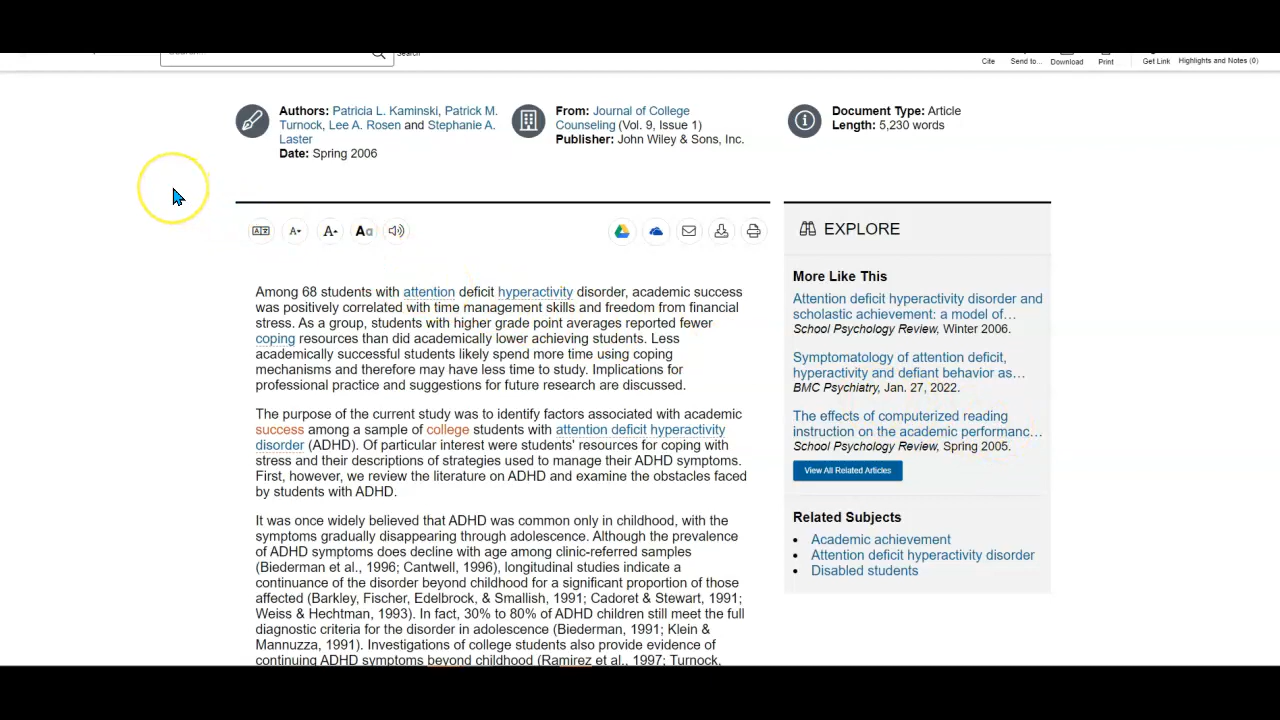 Search...
Search
Cite
Send to...
Download
Print
Get Link
Highlights and Notes (0)
Authors: Patricia L. Kaminski, Patrick M.
Turnock, Lee A. Rosen and Stephanie A.
Laster
Date: Spring 2006
From: Journal of College
Counseling (Vol. 9, Issue 1)
Publisher: John Wiley & Sons, Inc.
Document Type: Article
Length: 5,230 words
A
A
Aa
Among 68 students with attention deficit hyperactivity disorder, academic success
was positively correlated with time management skills and freedom from financial
stress. As a group, students with higher grade point averages reported fewer
coping resources than did academically lower achieving students. Less
academically successful students likely spend more time using coping
mechanisms and therefore may have less time to study. Implications for
professional practice and suggestions for future research are discussed.
The purpose of the current study was to identify factors associated with academic
success among a sample of college students with attention deficit hyperactivity
disorder (ADHD). Of particular interest were students' resources for coping with
stress and their descriptions of strategies used to manage their ADHD symptoms.
First, however, we review the literature on ADHD and examine the obstacles faced
by students with ADHD.
It was once widely believed that ADHD was common only in childhood, with the
symptoms gradually disappearing through adolescence. Although the prevalence
of ADHD symptoms does decline with age among clinic-referred samples
(Biederman et al., 1996; Cantwell, 1996), longitudinal studies indicate a
continuance of the disorder beyond childhood for a significant proportion of those
affected (Barkley, Fischer, Edelbrock, & Smallish, 1991; Cadoret & Stewart, 1991;
Weiss & Hechtman, 1993). In fact, 30% to 80% of ADHD children still meet the full
diagnostic criteria for the disorder in adolescence (Biederman, 1991; Klein &
Mannuzza, 1991). Investigations of college students also provide evidence of
continuing ADHD symptoms beyond childhood (Ramirez et al., 1997; Turnock,
EXPLORE
More Like This
Attention deficit hyperactivity disorder and
scholastic achievement: a model of...
School Psychology Review, Winter 2006.
Symptomatology of attention deficit,
hyperactivity and defiant behavior as...
BMC Psychiatry, Jan. 27, 2022.
The effects of computerized reading
instruction on the academic performanc...
School Psychology Review, Spring 2005.
View All Related Articles
Related Subjects
Academic achievement
Attention deficit hyperactivity disorder
Disabled students